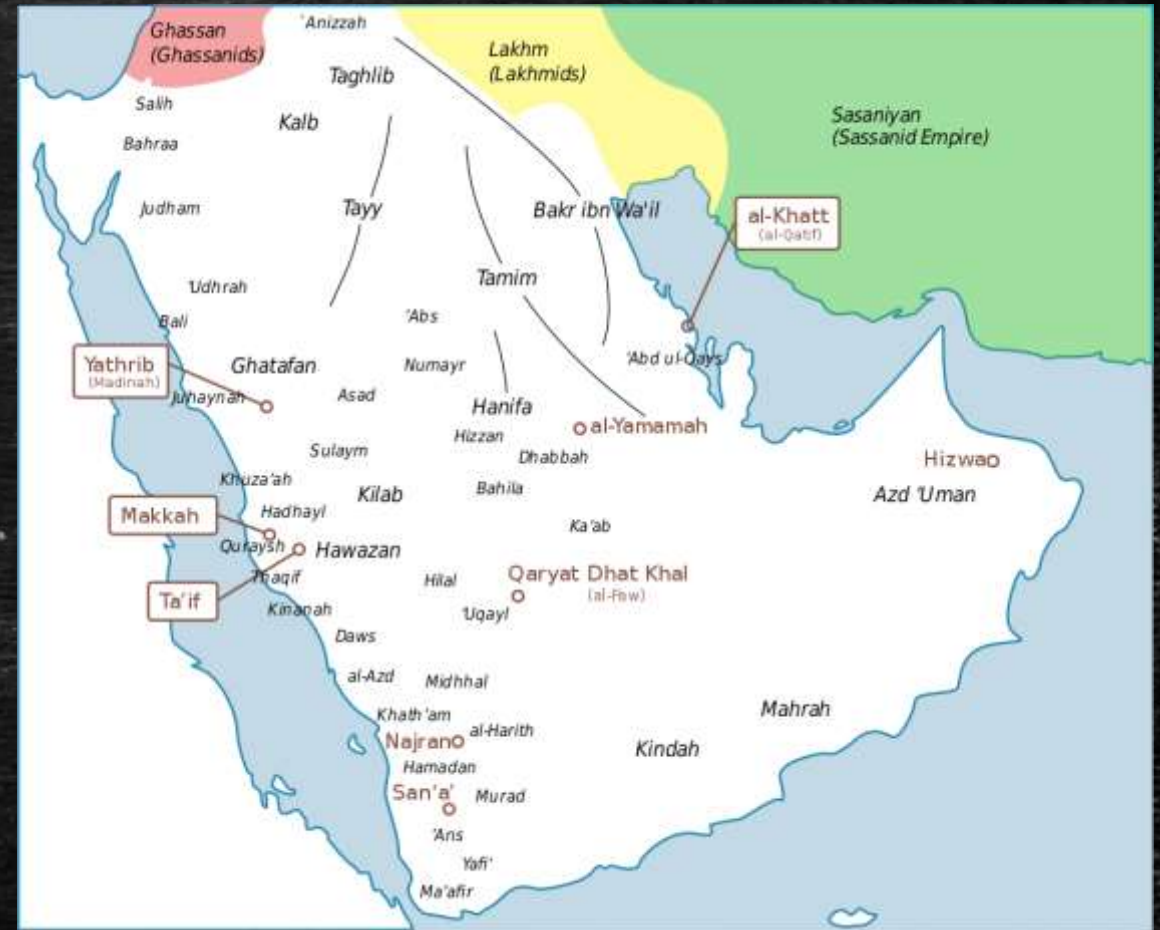 Ghassan
(Ghassanids)
'Anizzah
Lakhm
(Lakhmids)
Taghlib
Sasaniyan
(Sassanid Empire)
Salih
Kalb
Bahraa
Judham
Tayy
Bakr ibn Wa'il
al-Khatt
(al-Qatif)
Tamim
'Udhrah
Bali
'Abs
'Abd ul-Qays
Yathrib
(Madinah)
Ghatafan
Numayr
Juhaynah
Asad
Hanifa
al-Yamamah
Hizzan
Sulaym
Dhabbah
Hizwa
Khuza'ah
Kilab
Bahila
Azd 'Uman
Makkah
Hadhayl
Ka'ab
Quraysh
Hawazan
Thaqif
Hilal
Qaryat Dhat Khal
(al-Faw)
Ta'if
Kinanah
'Uqayl
Daws
al-Azd
Midhhal
Khath'am
al-Harith
Mahrah
Najran
Kindah
Hamadan
San'a'
Murad
'Ans
Yafi'
Ma'afir